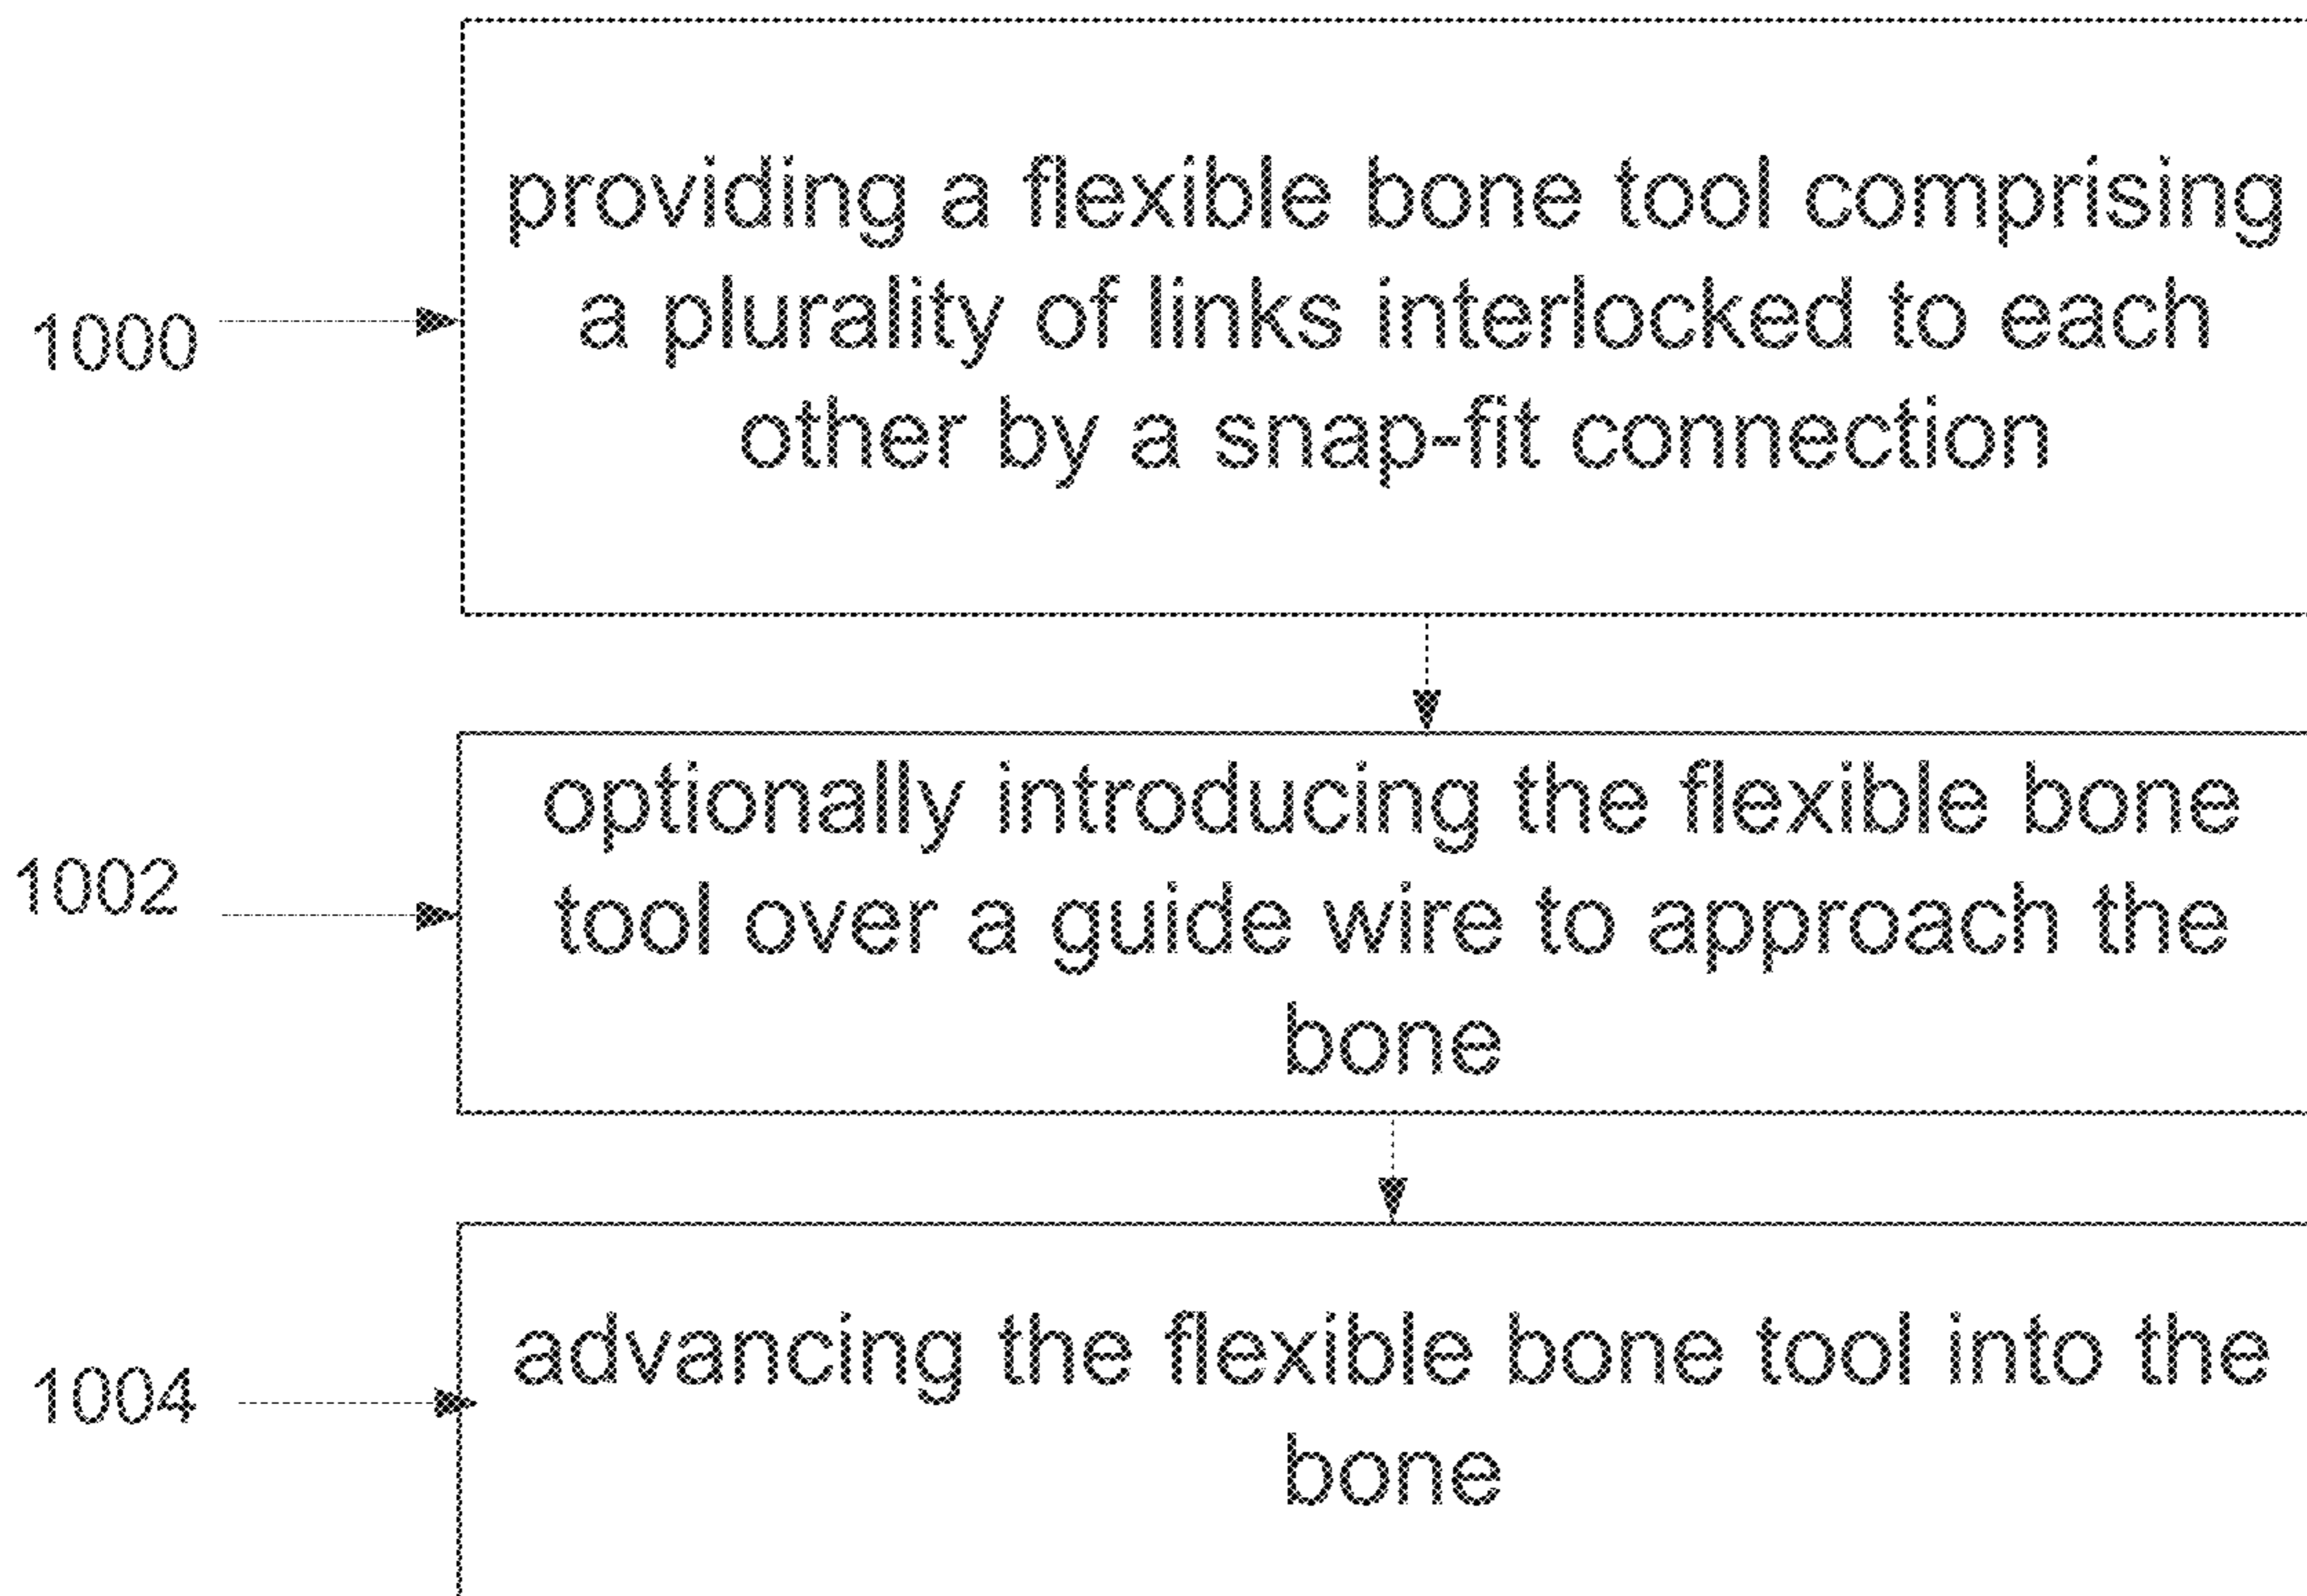 providing a flexible bone tool comprising
a plurality of links interlocked to each
other by a snap-fit connection
1000
optionally introducing the flexible bone
tool over a guide wire to approach the
bone
1002
advancing the flexible bone tool into the
bone
1004